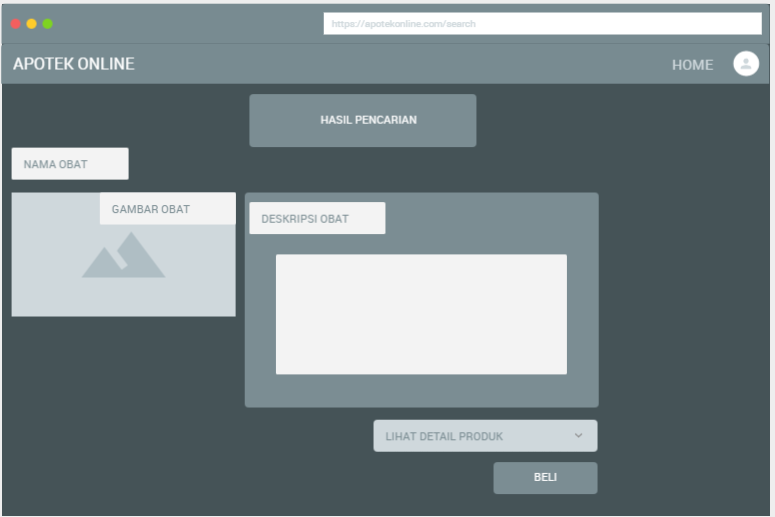 https://apotekonline.com/search
APOTEK ONLINE
HOME
HASIL PENCARIAN
NAMA OBAT
GAMBAR OBAT
DESKRIPSI OBAT
LIHAT DETAIL PRODUK
BELI